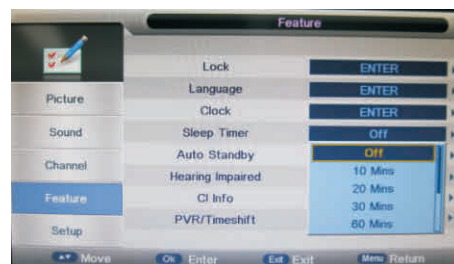 Feature
Lock ENTER
Picture
Language ENTER
Clock ENTER
Sound
Sleep Timer Off
Auto Standby Off
Channel
Hearing Impaired 10 Mins
20 Mins
Feature
CI Info 30 Mins
PVR/Timeshift 60 Mins
Setup
Move Ok Enter Exit Exit Menu Return